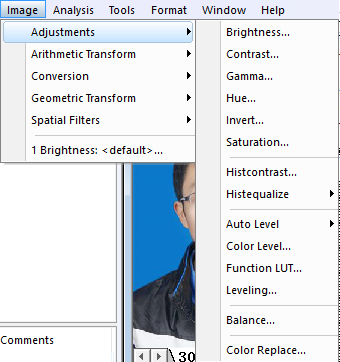 Image Analysis Tools Format Window Help
Adjustments
Arithmetic Transform
Conversion
Geometric Transform
Spatial Filters
1 Brightness: <default>...
Brightness...
Contrast...
Gamma...
Hue...
Invert...
Saturation...
Histcontrast...
Histequalize
Auto Level
Color Level...
Function LUT...
Leveling...
Balance...
Color Replace...
Comments
\ 30